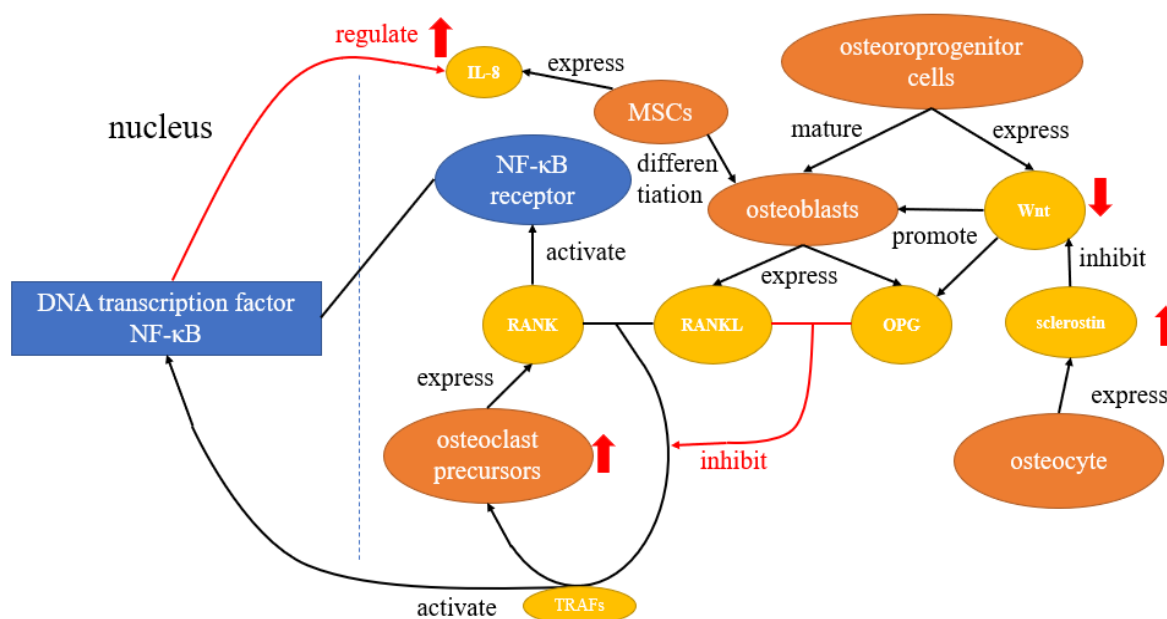 regulate
IL-8
express
MSCs
osteoroprogenitor
cells
nucleus
mature
express
NF-κB
receptor
differen
tiation
osteoblasts
Wnt
promote
activate
express
inhibit
DNA transcription factor
NF-κB
RANK
RANKL
OPG
sclerostin
express
express
osteoclast
precursors
inhibit
osteocyte
activate
TRAFs